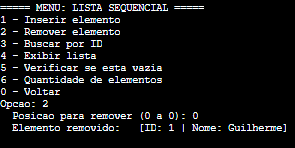 ===== MENU: LISTA SEQUENCIAL =====
1 - Inserir elemento
2 - Remover elemento
3 - Buscar por ID
4 - Exibir lista
5 - Verificar se esta vazia
6 - Quantidade de elementos
0 - Voltar
Opcao: 2
Posicao para remover (0 a 0): 0
Elemento removido: [ID: 1 | Nome: Guilherme]